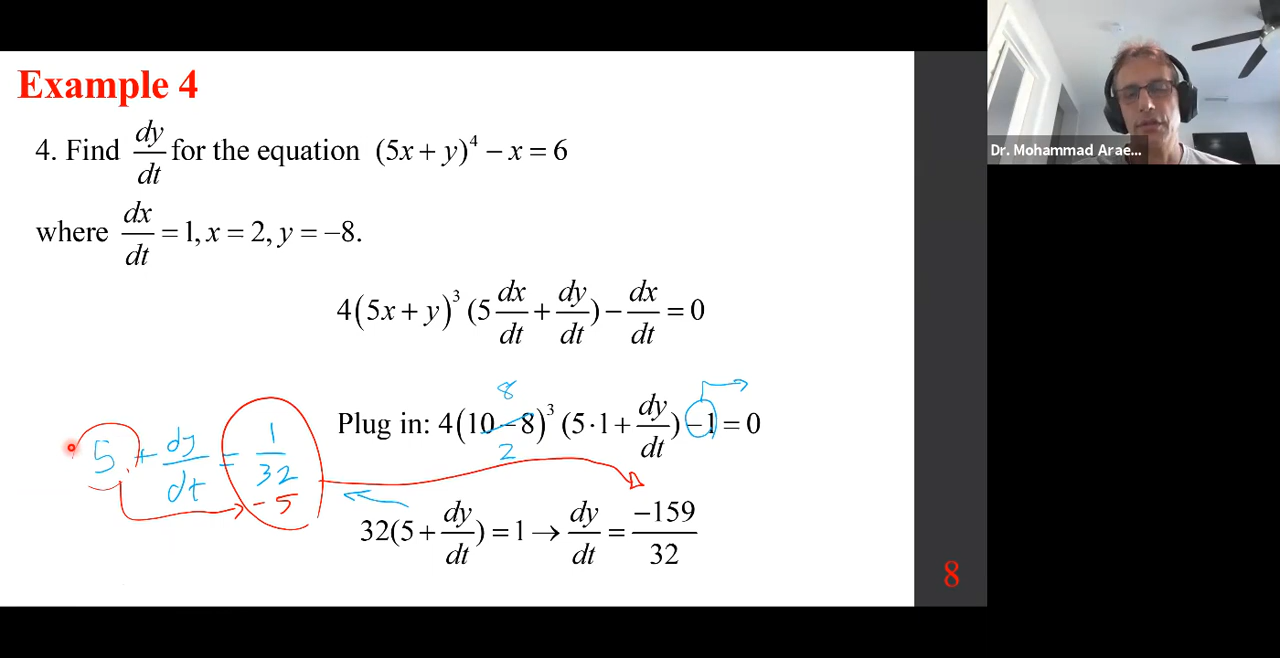 Example 4
4. Find dy/dt for the equation (5x + y)⁴ − x = 6
where dx/dt = 1, x = 2, y = −8.
4(5x + y)³ (5 dx/dt + dy/dt) − dx/dt = 0
8
Plug in: 4(10 − 8)³ (5·1 + dy/dt) − 1 = 0
2
5 + dy/dt = 1/32
- 5
32(5 + dy/dt) = 1 → dy/dt = −159/32
8
Dr. Mohammad Arae...